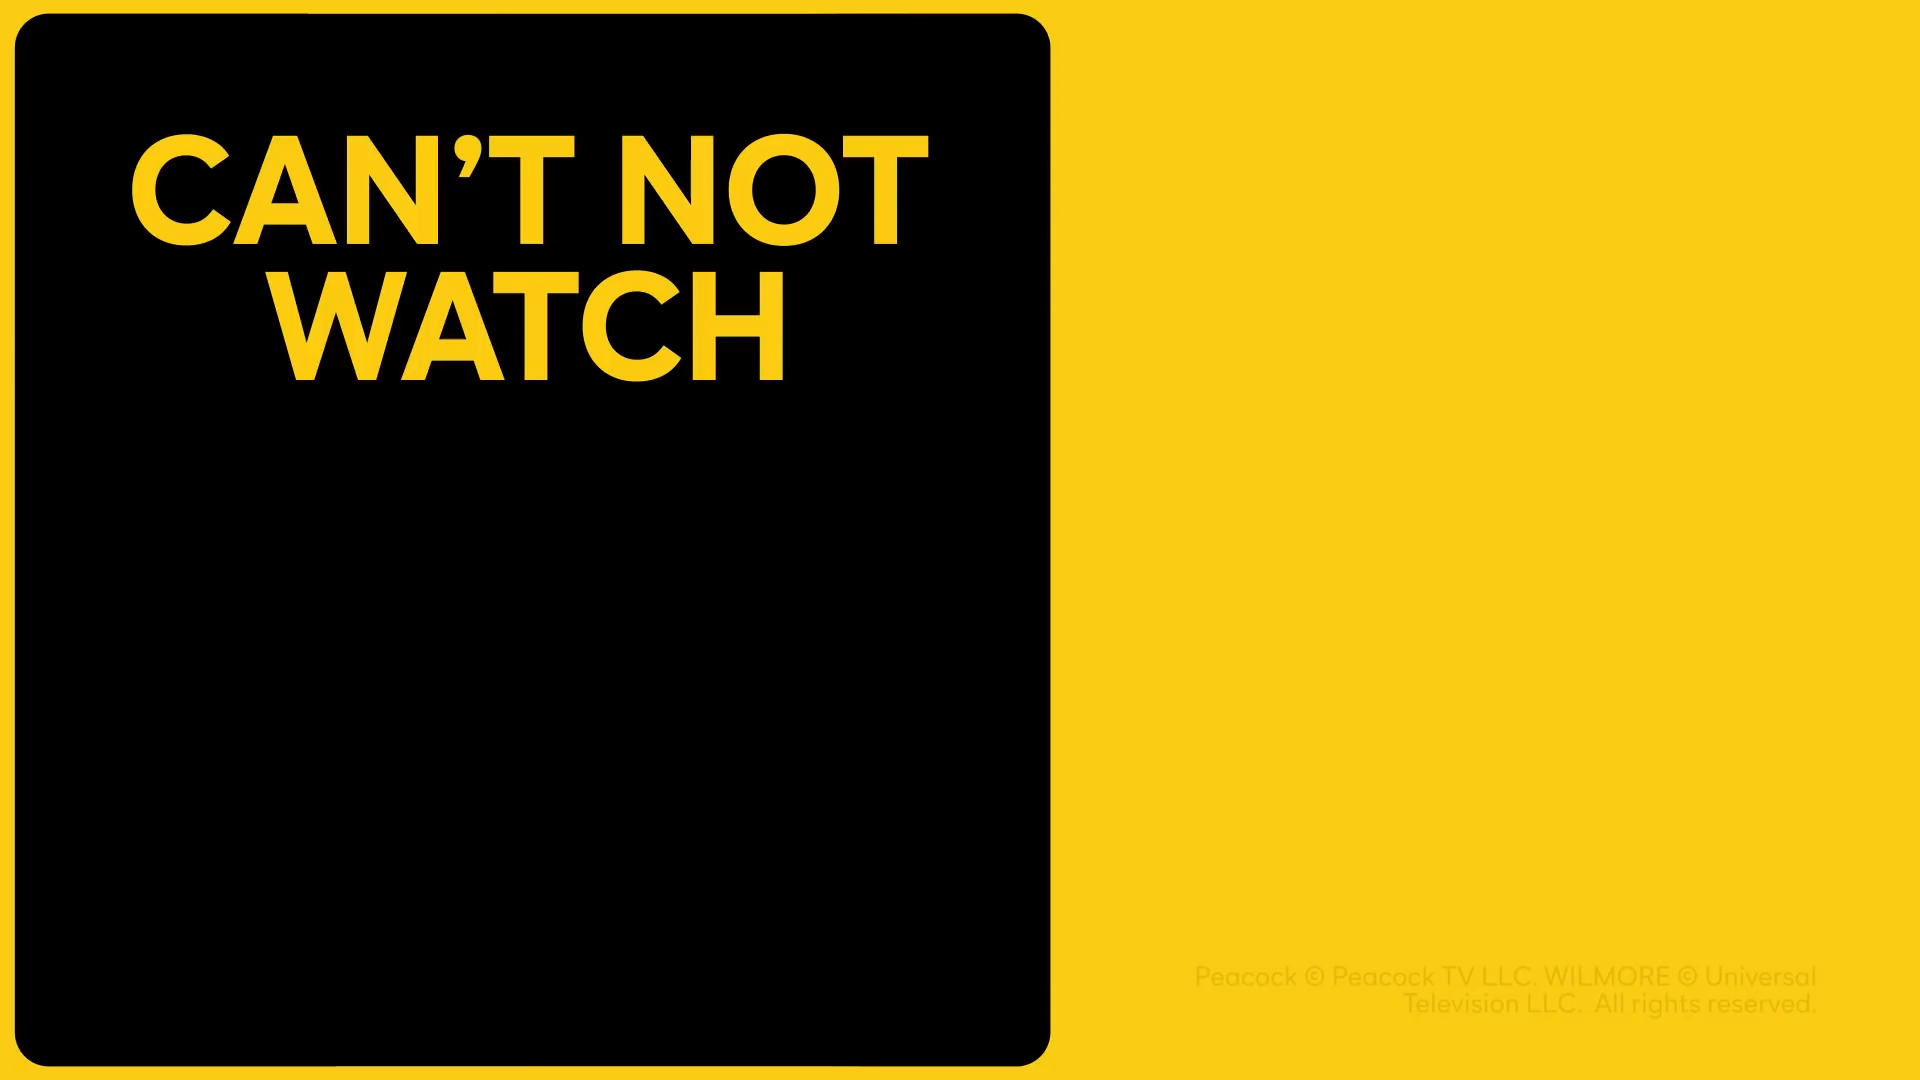 CAN’T NOT
WATCH
Peacock © Peacock TV LLC. WILMORE © Universal
Television LLC.  All rights reserved.